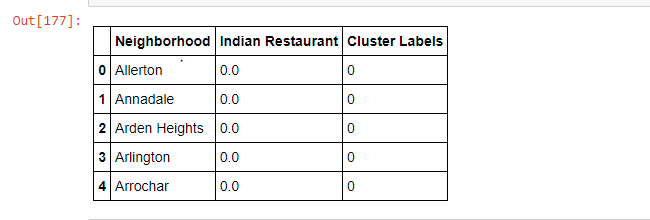 Out[177]:
Neighborhood Indian Restaurant Cluster Labels
0 Allerton 0.0 0
1 Annadale 0.0 0
2 Arden Heights 0.0 0
3 Arlington 0.0 0
4 Arrochar 0.0 0